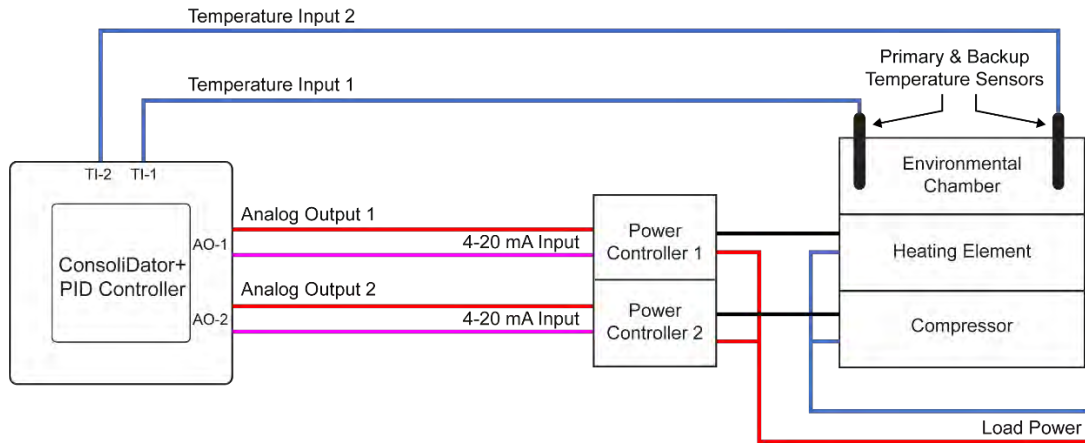 Temperature Input 2
Primary & Backup
Temperature Sensors
Temperature Input 1
TI-2
TI-1
Environmental
Chamber
Analog Output 1
AO-1
4-20 mA Input
Power
Controller 1
Heating Element
ConsoliDator+
PID Controller
Analog Output 2
AO-2
4-20 mA Input
Power
Controller 2
Compressor
Load Power